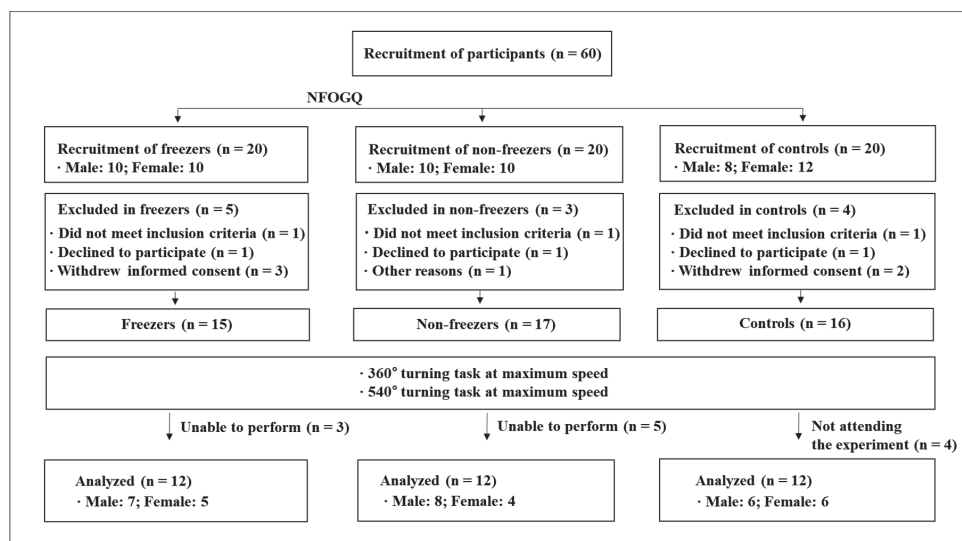 Recruitment of participants (n = 60)
NFOGQ
Recruitment of freezers (n = 20)
· Male: 10; Female: 10
Recruitment of non-freezers (n = 20)
· Male: 10; Female: 10
Recruitment of controls (n = 20)
· Male: 8; Female: 12
Excluded in freezers (n = 5)
· Did not meet inclusion criteria (n = 1)
· Declined to participate (n = 1)
· Withdrew informed consent (n = 3)
Excluded in non-freezers (n = 3)
· Did not meet inclusion criteria (n = 1)
· Declined to participate (n = 1)
· Other reasons (n = 1)
Excluded in controls (n = 4)
· Did not meet inclusion criteria (n = 1)
· Declined to participate (n = 1)
· Withdrew informed consent (n = 2)
Freezers (n = 15)
Non-freezers (n = 17)
Controls (n = 16)
· 360° turning task at maximum speed
· 540° turning task at maximum speed
Unable to perform (n = 3)
Unable to perform (n = 5)
Not attending
the experiment (n = 4)
Analyzed (n = 12)
· Male: 7; Female: 5
Analyzed (n = 12)
· Male: 8; Female: 4
Analyzed (n = 12)
· Male: 6; Female: 6